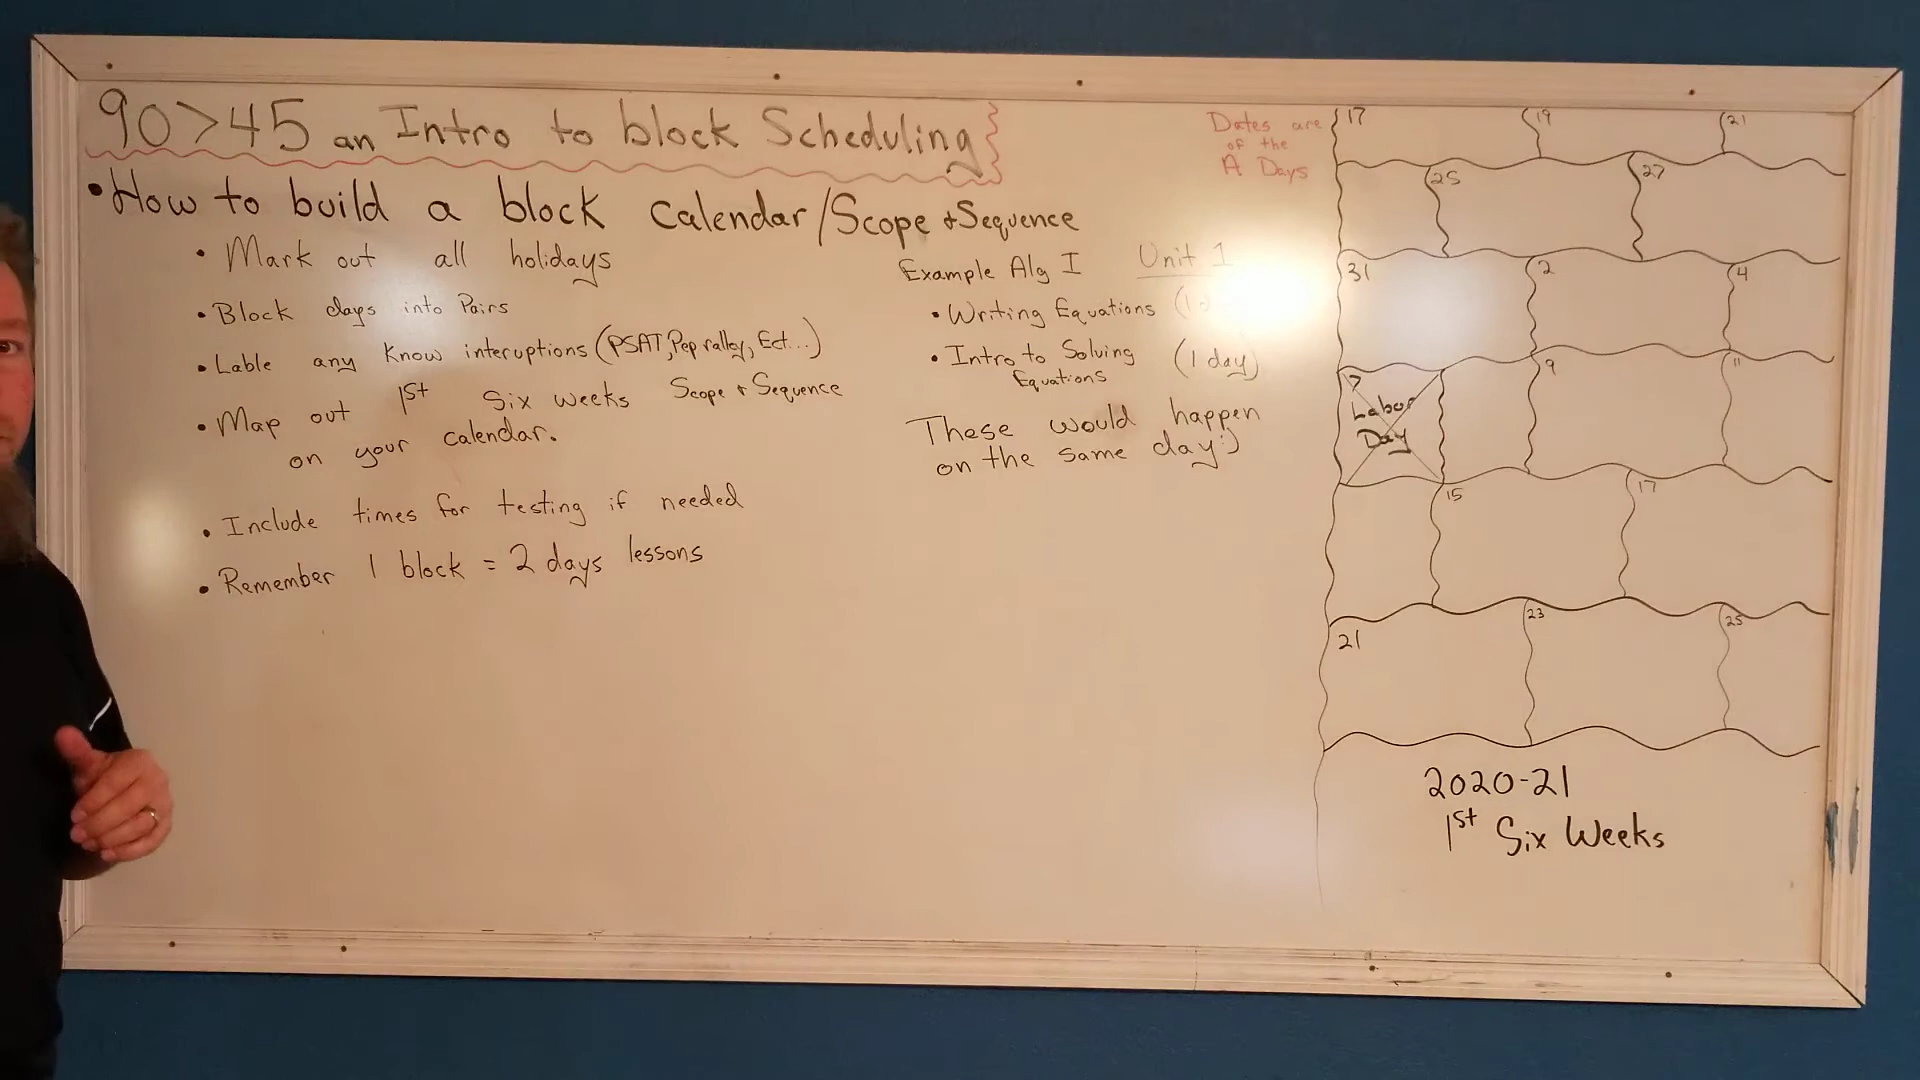 90>45 an Intro to block Scheduling
• How to build a block Calendar/Scope + Sequence
• Mark out all holidays
• Block days into Pairs
• Lable any Know interuptions (PSAT, Pep ralley, Ect...)
• Map out 1st Six weeks Scope + Sequence
on your calendar.
• Include times for testing if needed
• Remember 1 block = 2 days lessons
Example Alg I Unit 1
• Writing Equations (1 d
• Intro to Solving (1 day)
Equations
These would happen
on the same day :)
Dates are
of the
A Days
17 19 21
25 27
31 2 4
7 9 11
Labor
Day
15 17
21 23 25
2020-21
1st Six Weeks